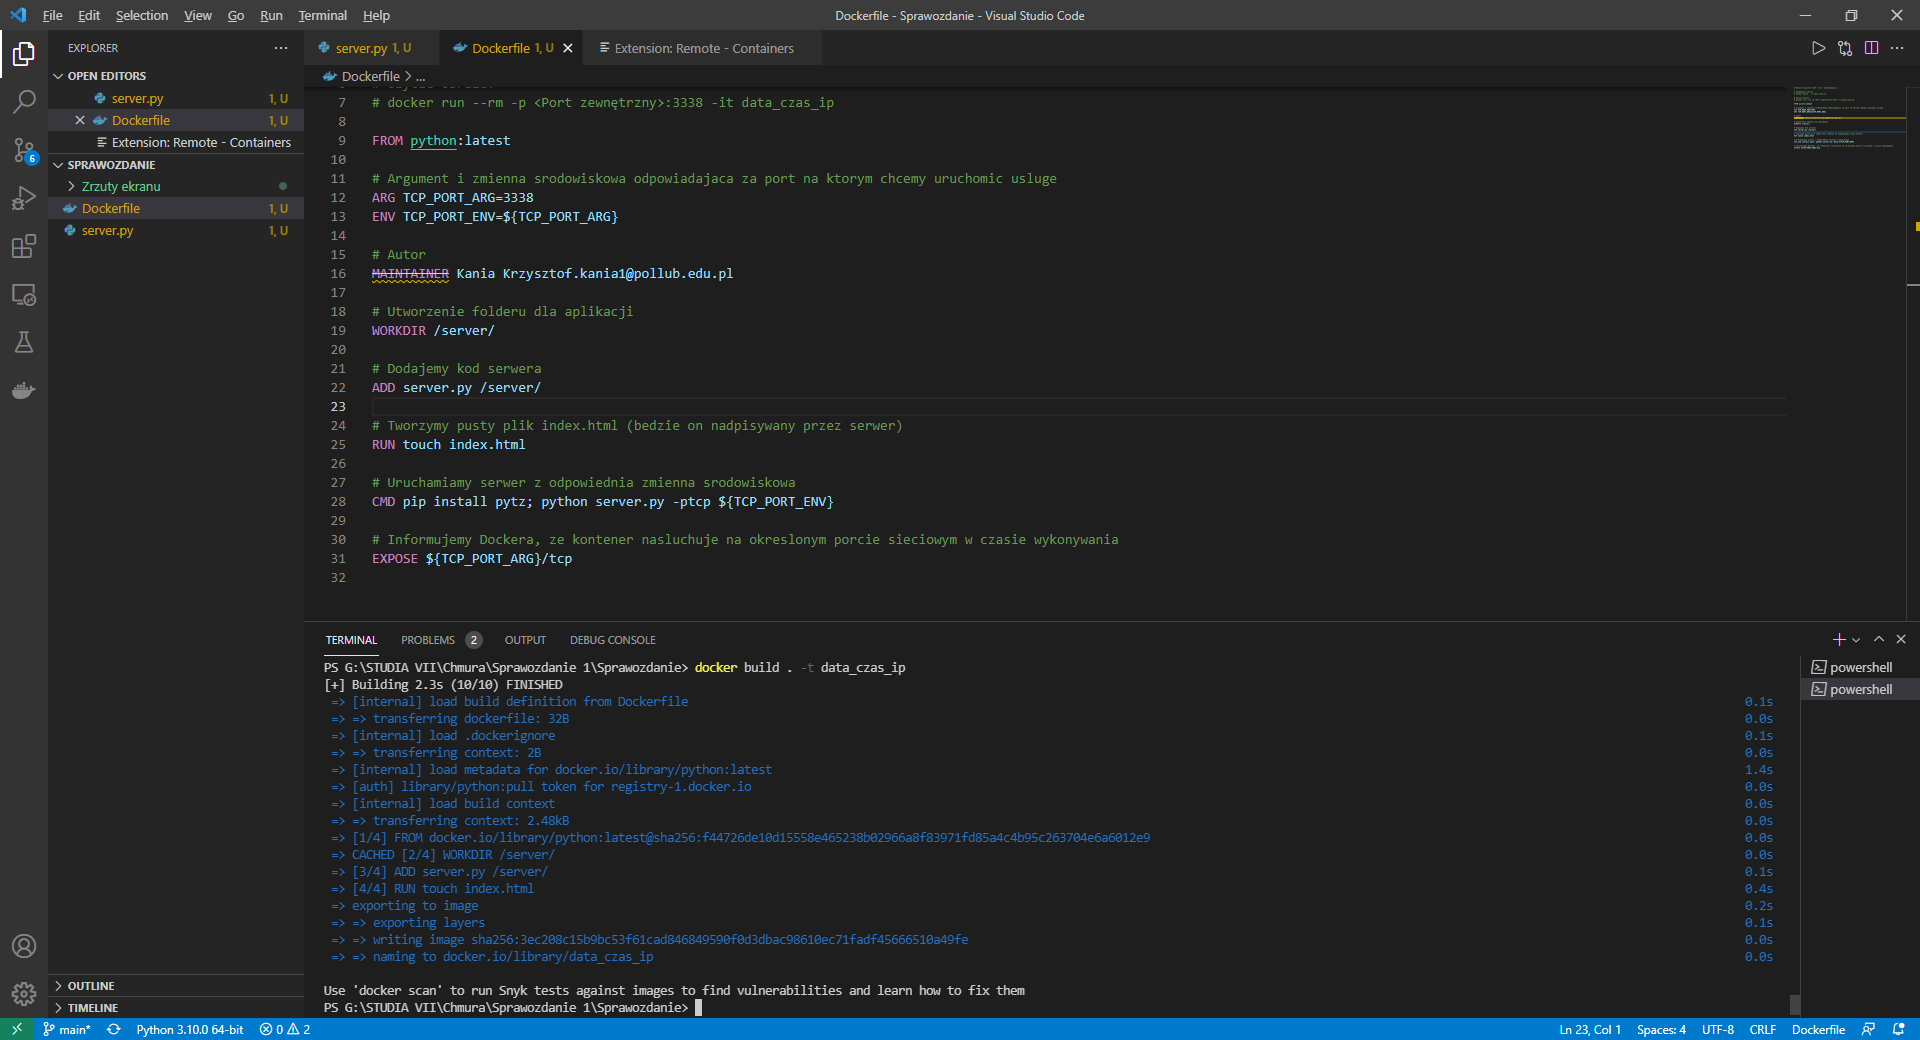 File Edit Selection View Go Run Terminal Help
Dockerfile - Sprawozdanie - Visual Studio Code
EXPLORER
OPEN EDITORS
server.py 1, U
Dockerfile 1, U
Extension: Remote - Containers
SPRAWOZDANIE
Zrzuty ekranu
Dockerfile 1, U
server.py 1, U
OUTLINE
TIMELINE
6
server.py 1, U
Dockerfile 1, U
Extension: Remote - Containers
Dockerfile > ...
7 # docker run --rm -p <Port zewnętrzny>:3338 -it data_czas_ip
8
9 FROM python:latest
10
11 # Argument i zmienna srodowiskowa odpowiadajaca za port na ktorym chcemy uruchomic usluge
12 ARG TCP_PORT_ARG=3338
13 ENV TCP_PORT_ENV=${TCP_PORT_ARG}
14
15 # Autor
16 MAINTAINER Kania Krzysztof.kania1@pollub.edu.pl
17
18 # Utworzenie folderu dla aplikacji
19 WORKDIR /server/
20
21 # Dodajemy kod serwera
22 ADD server.py /server/
23
24 # Tworzymy pusty plik index.html (bedzie on nadpisywany przez serwer)
25 RUN touch index.html
26
27 # Uruchamiamy serwer z odpowiednia zmienna srodowiskowa
28 CMD pip install pytz; python server.py -ptcp ${TCP_PORT_ENV}
29
30 # Informujemy Dockera, ze kontener nasluchuje na okreslonym porcie sieciowym w czasie wykonywania
31 EXPOSE ${TCP_PORT_ARG}/tcp
32
TERMINAL PROBLEMS 2 OUTPUT DEBUG CONSOLE
PS G:\STUDIA VII\Chmura\Sprawozdanie 1\Sprawozdanie> docker build . -t data_czas_ip
[+] Building 2.3s (10/10) FINISHED
=> [internal] load build definition from Dockerfile 0.1s
=> => transferring dockerfile: 32B 0.0s
=> [internal] load .dockerignore 0.1s
=> => transferring context: 2B 0.0s
=> [internal] load metadata for docker.io/library/python:latest 1.4s
=> [auth] library/python:pull token for registry-1.docker.io 0.0s
=> [internal] load build context 0.0s
=> => transferring context: 2.48kB 0.0s
=> [1/4] FROM docker.io/library/python:latest@sha256:f44726de10d15558e465238b02966a8f83971fd85a4c4b95c263704e6a6012e9 0.0s
=> CACHED [2/4] WORKDIR /server/ 0.0s
=> [3/4] ADD server.py /server/ 0.1s
=> [4/4] RUN touch index.html 0.4s
=> exporting to image 0.2s
=> => exporting layers 0.1s
=> => writing image sha256:3ec208c15b9bc53f61cad846849590f0d3dbac98610ec71fadf45666510a49fe 0.0s
=> => naming to docker.io/library/data_czas_ip 0.0s
Use 'docker scan' to run Snyk tests against images to find vulnerabilities and learn how to fix them
PS G:\STUDIA VII\Chmura\Sprawozdanie 1\Sprawozdanie>
powershell
powershell
main* Python 3.10.0 64-bit 0 2
Ln 23, Col 1 Spaces: 4 UTF-8 CRLF Dockerfile